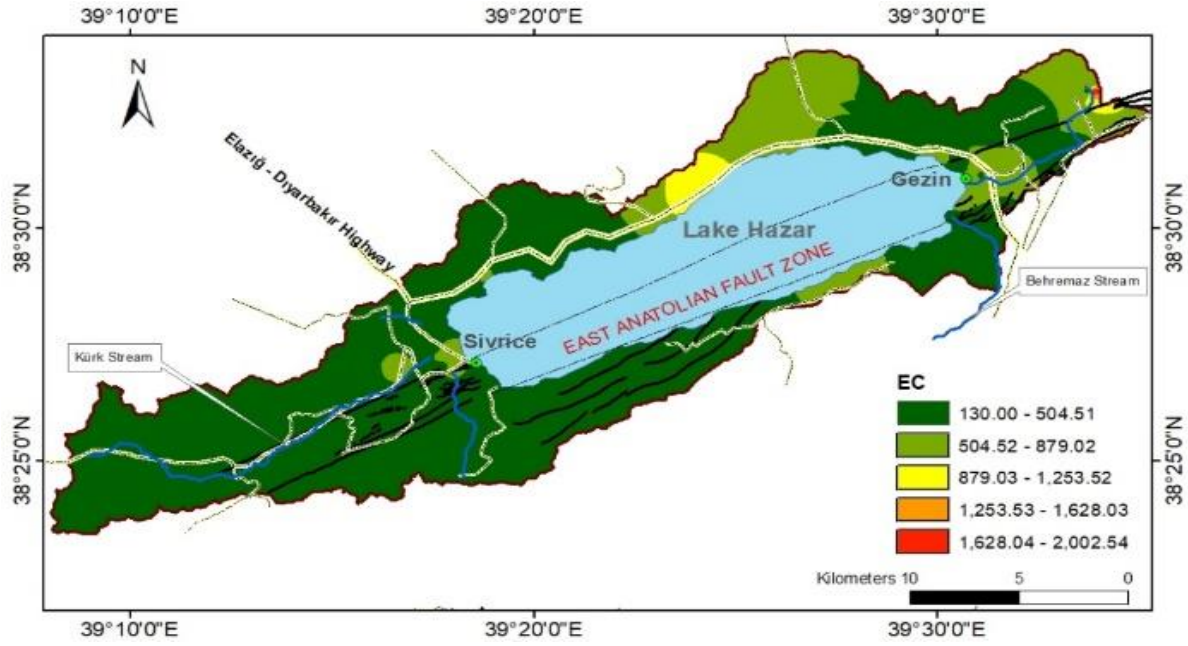 39°10'0"E
39°20'0"E
39°30'0"E
N
Elazığ - Dıyarbakır Highway
Gezin
38°30'0"N
38°30'0"N
Lake Hazar
EAST ANATOLIAN FAULT ZONE
Behremaz Stream
Sivrice
Kürk Stream
EC
130.00 - 504.51
504.52 - 879.02
879.03 - 1,253.52
1,253.53 - 1,628.03
1,628.04 - 2,002.54
38°25'0"N
38°25'0"N
Kilometers 10 5 0
39°10'0"E
39°20'0"E
39°30'0"E